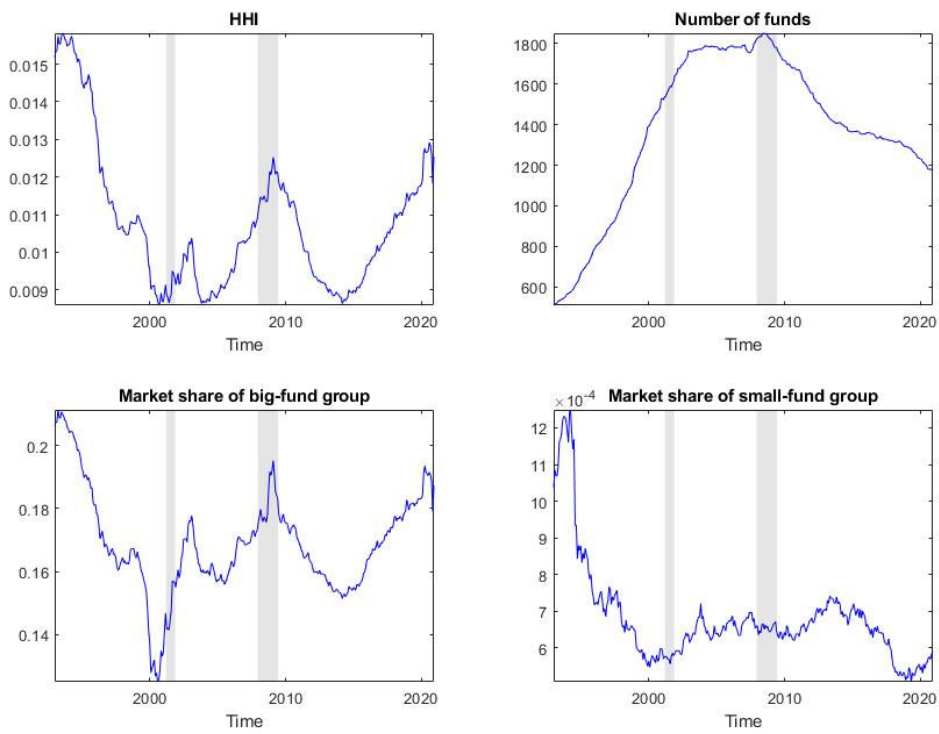 HHI
0.015
0.014
0.013
0.012
0.011
0.01
0.009
2000 2010 2020
Time
Number of funds
1800
1600
1400
1200
1000
800
600
2000 2010 2020
Time
Market share of big-fund group
0.2
0.18
0.16
0.14
2000 2010 2020
Time
×10⁻⁴ Market share of small-fund group
12
11
10
9
8
7
6
2000 2010 2020
Time